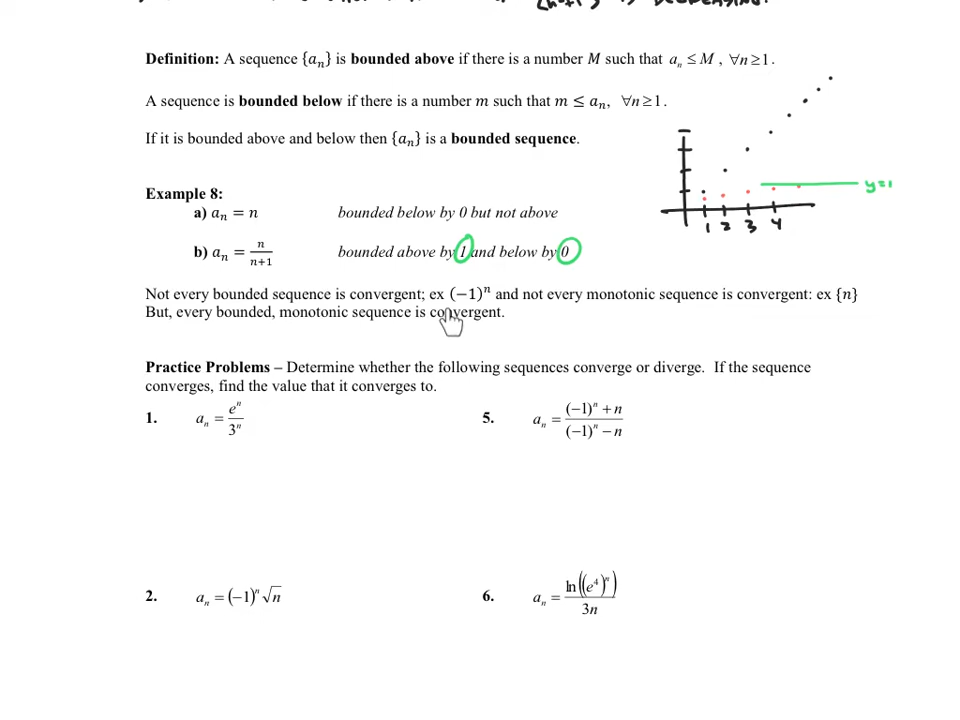 {n+1} IS DECREASING.
Definition: A sequence {aₙ} is bounded above if there is a number M such that aₙ ≤ M , ∀n ≥ 1.
A sequence is bounded below if there is a number m such that m ≤ aₙ, ∀n ≥ 1.
If it is bounded above and below then {aₙ} is a bounded sequence.
Example 8:
a) aₙ = n bounded below by 0 but not above
b) aₙ = n/(n+1) bounded above by 1 and below by 0
y=1
1 2 3 4
Not every bounded sequence is convergent; ex (−1)ⁿ and not every monotonic sequence is convergent: ex {n}
But, every bounded, monotonic sequence is convergent.
Practice Problems – Determine whether the following sequences converge or diverge. If the sequence
converges, find the value that it converges to.
1. aₙ = eⁿ/3ⁿ 5. aₙ = ((−1)ⁿ + n)/((−1)ⁿ − n)
2. aₙ = (−1)ⁿ √n 6. aₙ = ln((e⁴)ⁿ)/3n